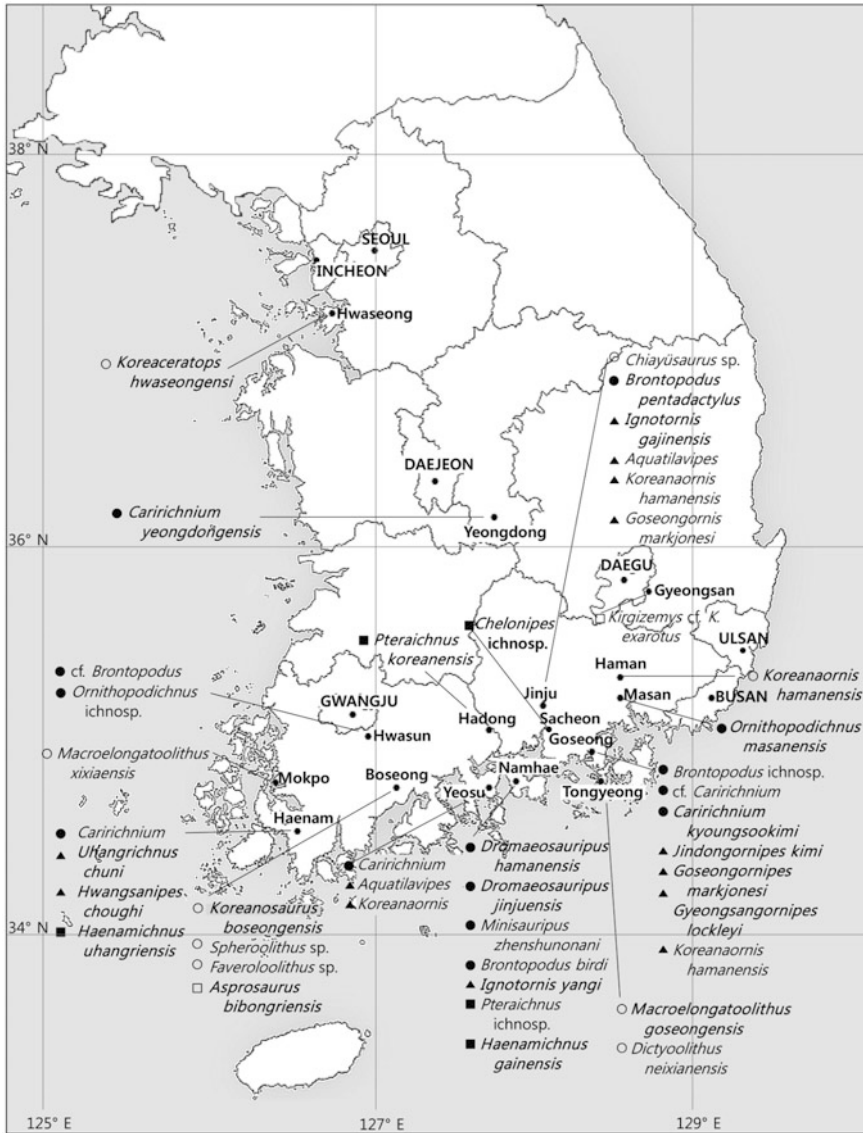 38° N
SEOUL
INCHEON
Hwaseong
Koreaceratops
hwaseongensi
Chiayüsaurus sp.
Brontopodus
pentadactylus
Ignotornis
gajinensis
Aquatilavipes
Koreanaornis
hamanensis
Goseongornis
markjonesi
DAEJEON
Caririchnium
yeongdongensis
Yeongdong
36° N
DAEGU
Gyeongsan
Kirgizemys cf. K.
exarotus
ULSAN
Chelonipes
ichnosp.
Pteraichnus
koreanensis
cf. Brontopodus
Ornithopodichnus
ichnosp.
GWANGJU
Hwasun
Hadong
Jinju
Sacheon
Goseong
Haman
Masan
BUSAN
Koreanaornis
hamanensis
Ornithopodichnus
masanensis
Macroelongatoolithus
xixiaensis
Mokpo
Boseong
Yeosu
Namhae
Tongyeong
Haenam
Caririchnium
Uhangrichnus
chuni
Hwangsanipes
choughi
Haenamichnus
uhangriensis
Caririchnium
Aquatilavipes
Koreanaornis
Koreanosaurus
boseongensis
Spheroolithus sp.
Faveroloolithus sp.
Asprosaurus
bibongriensis
Dromaeosauripus
hamanensis
Dromaeosauripus
jinjuensis
Minisauripus
zhenshunonani
Brontopodus birdi
Ignotornis yangi
Pteraichnus
ichnosp.
Haenamichnus
gainensis
Brontopodus ichnosp.
cf. Caririchnium
Caririchnium
kyoungsookimi
Jindongornipes kimi
Goseongornipes
markjonesi
Gyeongsangornipes
lockleyi
Koreanaornis
hamanensis
Macroelongatoolithus
goseongensis
Dictyoolithus
neixianensis
34° N
125° E
127° E
129° E